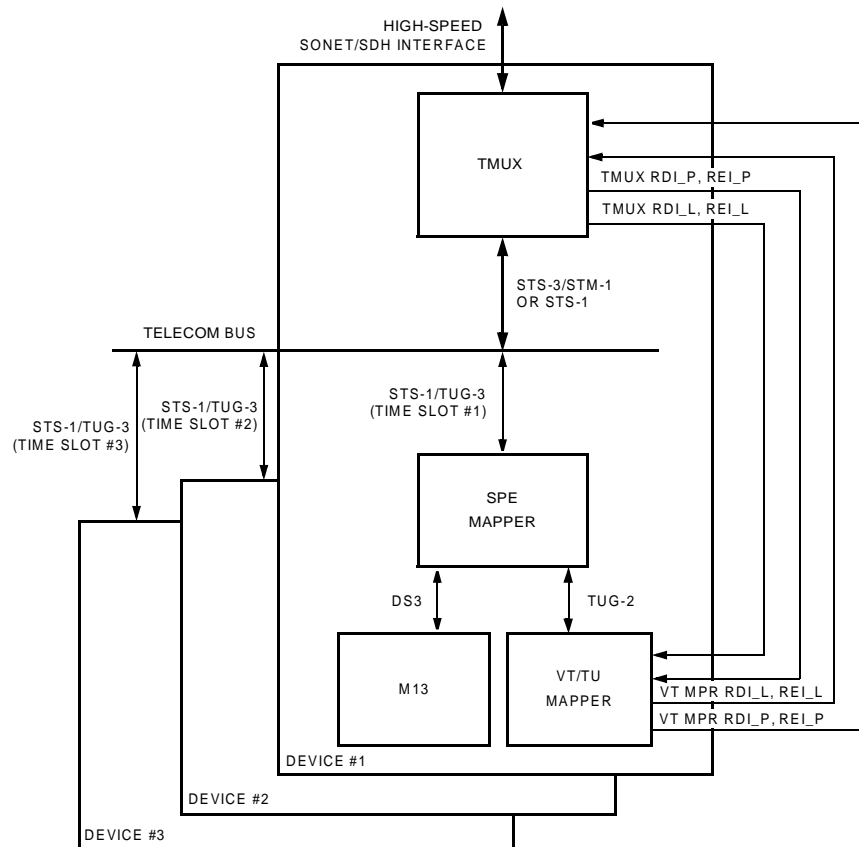 HIGH-SPEED
SONET/SDH INTERFACE
TMUX
TMUX RDI_P, REI_P
TMUX RDI_L, REI_L
STS-3/STM-1
OR STS-1
TELECOM BUS
STS-1/TUG-3
(TIME SLOT #3)
STS-1/TUG-3
(TIME SLOT #2)
STS-1/TUG-3
(TIME SLOT #1)
SPE
MAPPER
DS3
TUG-2
M13
VT/TU
MAPPER
VT MPR RDI_L, REI_L
VT MPR RDI_P, REI_P
DEVICE #1
DEVICE #2
DEVICE #3